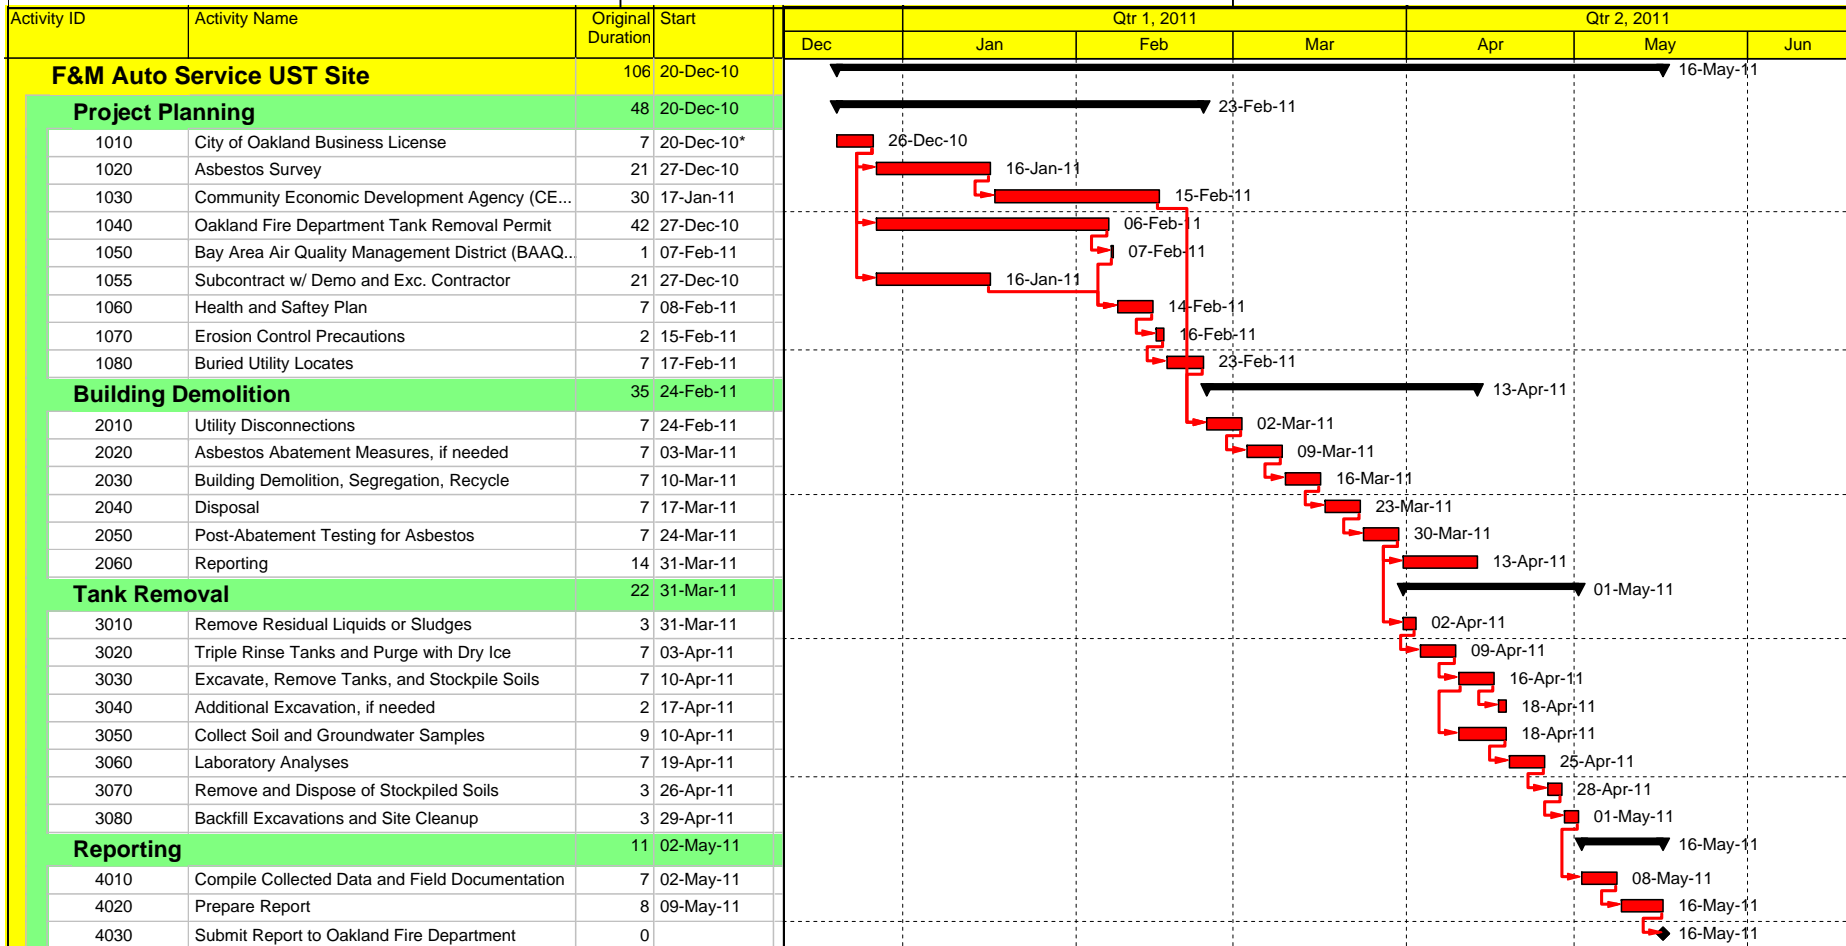 Activity ID Activity Name Original Duration Start Qtr 1, 2011 Qtr 2, 2011
Dec Jan Feb Mar Apr May Jun
F&M Auto Service UST Site 106 20-Dec-10 16-May-11
Project Planning 48 20-Dec-10 23-Feb-11
1010 City of Oakland Business License 7 20-Dec-10* 26-Dec-10
1020 Asbestos Survey 21 27-Dec-10 16-Jan-11
1030 Community Economic Development Agency (CE... 30 17-Jan-11 15-Feb-11
1040 Oakland Fire Department Tank Removal Permit 42 27-Dec-10 06-Feb-11
1050 Bay Area Air Quality Management District (BAAQ... 1 07-Feb-11 07-Feb-11
1055 Subcontract w/ Demo and Exc. Contractor 21 27-Dec-10 16-Jan-11
1060 Health and Saftey Plan 7 08-Feb-11 14-Feb-11
1070 Erosion Control Precautions 2 15-Feb-11 16-Feb-11
1080 Buried Utility Locates 7 17-Feb-11 23-Feb-11
Building Demolition 35 24-Feb-11 13-Apr-11
2010 Utility Disconnections 7 24-Feb-11 02-Mar-11
2020 Asbestos Abatement Measures, if needed 7 03-Mar-11 09-Mar-11
2030 Building Demolition, Segregation, Recycle 7 10-Mar-11 16-Mar-11
2040 Disposal 7 17-Mar-11 23-Mar-11
2050 Post-Abatement Testing for Asbestos 7 24-Mar-11 30-Mar-11
2060 Reporting 14 31-Mar-11 13-Apr-11
Tank Removal 22 31-Mar-11 01-May-11
3010 Remove Residual Liquids or Sludges 3 31-Mar-11 02-Apr-11
3020 Triple Rinse Tanks and Purge with Dry Ice 7 03-Apr-11 09-Apr-11
3030 Excavate, Remove Tanks, and Stockpile Soils 7 10-Apr-11 16-Apr-11
3040 Additional Excavation, if needed 2 17-Apr-11 18-Apr-11
3050 Collect Soil and Groundwater Samples 9 10-Apr-11 18-Apr-11
3060 Laboratory Analyses 7 19-Apr-11 25-Apr-11
3070 Remove and Dispose of Stockpiled Soils 3 26-Apr-11 28-Apr-11
3080 Backfill Excavations and Site Cleanup 3 29-Apr-11 01-May-11
Reporting 11 02-May-11 16-May-11
4010 Compile Collected Data and Field Documentation 7 02-May-11 08-May-11
4020 Prepare Report 8 09-May-11 16-May-11
4030 Submit Report to Oakland Fire Department 0 16-May-11